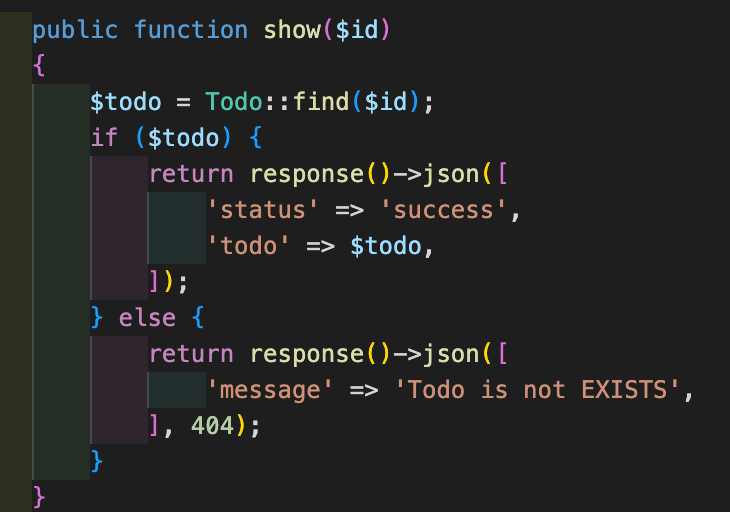 public function show($id)
{
$todo = Todo::find($id);
if ($todo) {
return response()->json([
'status' => 'success',
'todo' => $todo,
]);
} else {
return response()->json([
'message' => 'Todo is not EXISTS',
], 404);
}
}